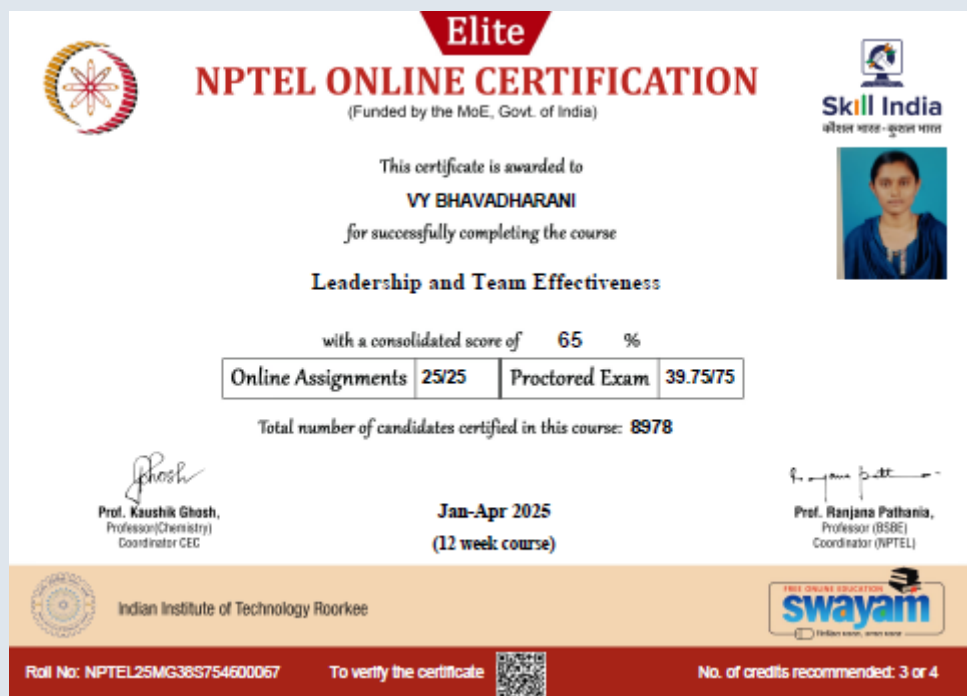 Elite
NPTEL ONLINE CERTIFICATION
(Funded by the MoE, Govt. of India)
Skill India
कौशल भारत - कुशल भारत
This certificate is awarded to
VY BHAVADHARANI
for successfully completing the course
Leadership and Team Effectiveness
with a consolidated score of 65 %
Online Assignments 25/25 Proctored Exam 39.75/75
Total number of candidates certified in this course: 8978
Prof. Kaushik Ghosh,
Professor(Chemistry)
Coordinator CEC
Jan-Apr 2025
(12 week course)
Prof. Ranjana Pathania,
Professor (BSBE)
Coordinator (NPTEL)
Indian Institute of Technology Roorkee
FREE ONLINE EDUCATION
swayam
Roll No: NPTEL25MG38S754600067 To verify the certificate No. of credits recommended: 3 or 4